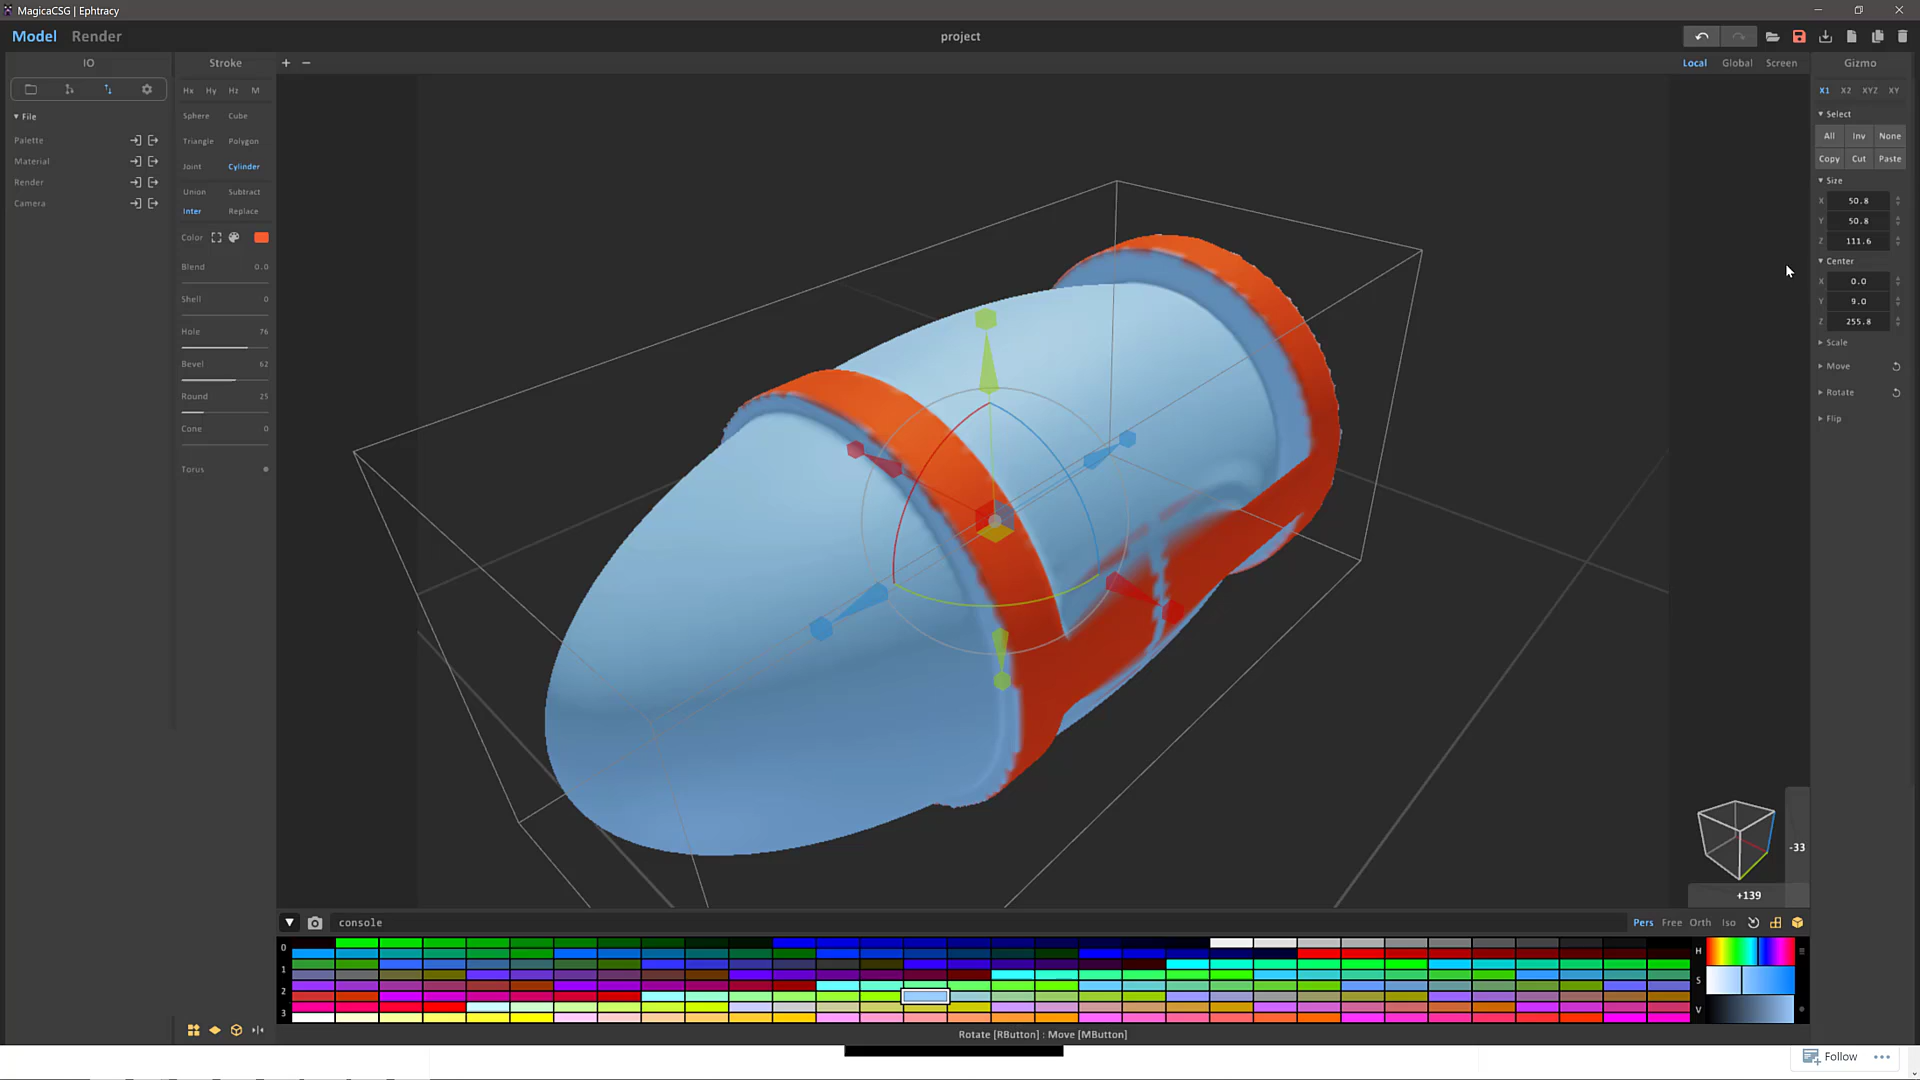 MagicaCSG | Ephtracy
Model Render
project
IO
Stroke
+ −
Local Global Screen
Gizmo
Hx Hy Hz M
X1 X2 XYZ XY
File
Sphere Cube
Select
All Inv None
Palette
Triangle Polygon
Copy Cut Paste
Material
Joint Cylinder
Size
Render
Union Subtract
X 50.8
Camera
Inter Replace
Y 50.8
Color
Z 111.6
Blend 0.0
Center
Shell 0
X 0.0
Hole 76
Y 9.0
Bevel 62
Z 255.8
Round 25
Scale
Cone 0
Move
Torus
Rotate
Flip
-33
+139
console
Pers Free Orth Iso
0
1
2
3
H
S
V
Rotate [RButton] : Move [MButton]
Follow